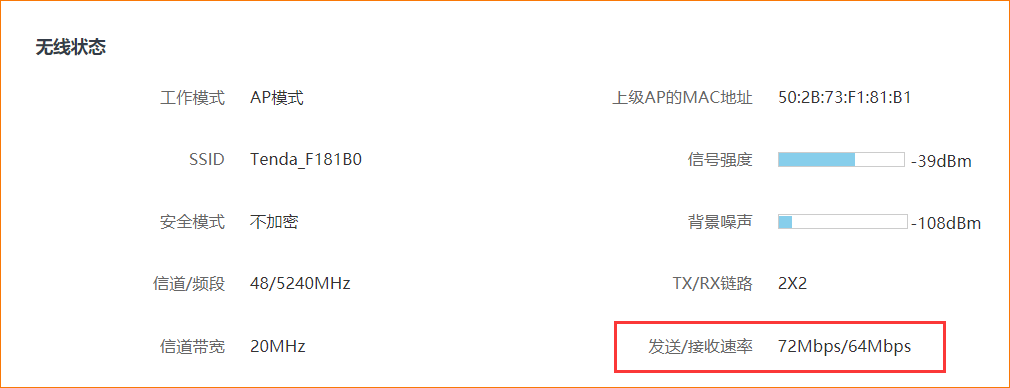 无线状态
工作模式 AP模式 上级AP的MAC地址 50:2B:73:F1:81:B1
SSID Tenda_F181B0 信号强度 -39dBm
安全模式 不加密 背景噪声 -108dBm
信道/频段 48/5240MHz TX/RX链路 2X2
信道带宽 20MHz 发送/接收速率 72Mbps/64Mbps